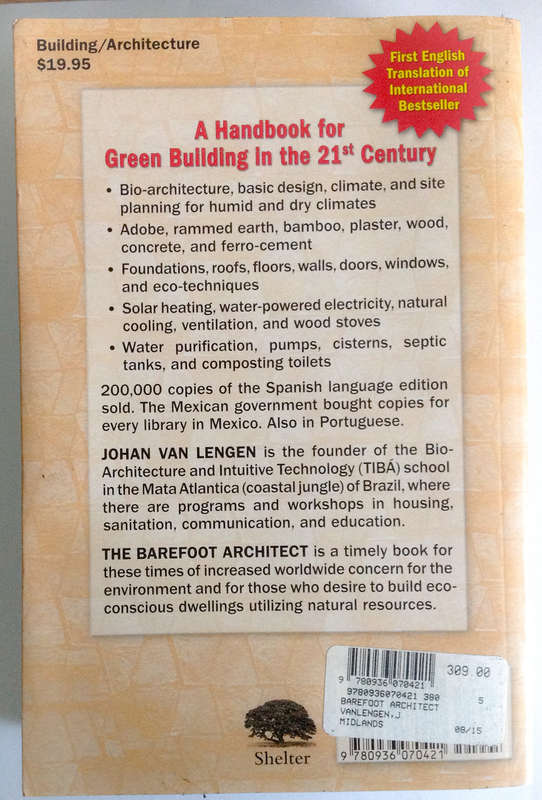 Building/Architecture
$19.95
First English
Translation of
International
Bestseller
A Handbook for
Green Building in the 21st Century
• Bio-architecture, basic design, climate, and site
planning for humid and dry climates
• Adobe, rammed earth, bamboo, plaster, wood,
concrete, and ferro-cement
• Foundations, roofs, floors, walls, doors, windows,
and eco-techniques
• Solar heating, water-powered electricity, natural
cooling, ventilation, and wood stoves
• Water purification, pumps, cisterns, septic
tanks, and composting toilets
200,000 copies of the Spanish language edition
sold. The Mexican government bought copies for
every library in Mexico. Also in Portuguese.
JOHAN VAN LENGEN is the founder of the Bio-
Architecture and Intuitive Technology (TIBÁ) school
in the Mata Atlantica (coastal jungle) of Brazil, where
there are programs and workshops in housing,
sanitation, communication, and education.
THE BAREFOOT ARCHITECT is a timely book for
these times of increased worldwide concern for the
environment and for those who desire to build eco-
conscious dwellings utilizing natural resources.
309.00
9 780936 070421
9780936070421 380 5
BAREFOOT ARCHITECT
VANLENGEN,J
MIDLANDS 08/15
Shelter
9 780936 070421